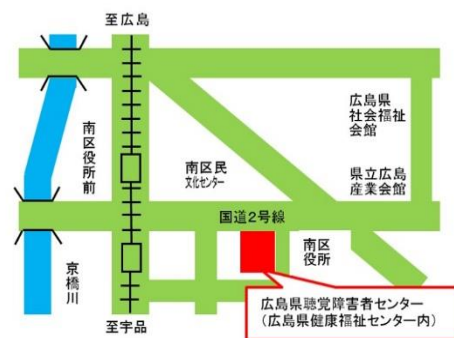 至広島
広島県
社会福祉
会館
南区役所前
南区民
文化センター
県立広島
産業会館
国道2号線
南区
役所
京橋川
広島県聴覚障害者センター
（広島県健康福祉センター内）
至宇品